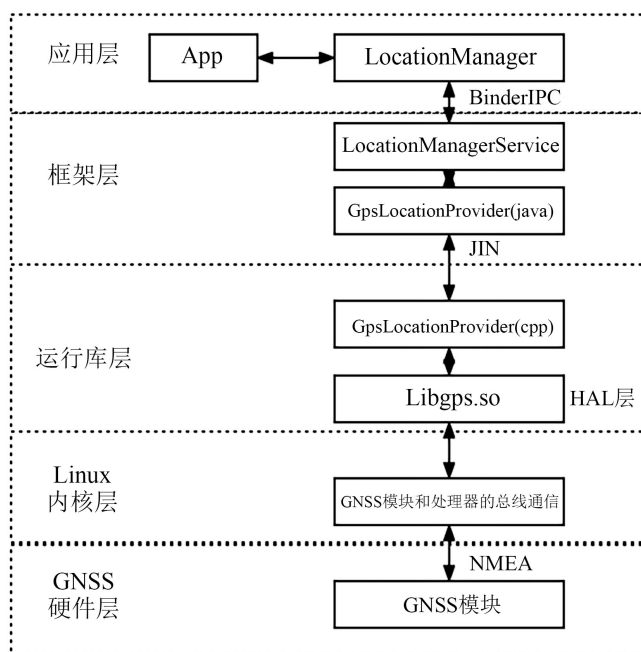 应用层
App
LocationManager
BinderIPC
框架层
LocationManagerService
GpsLocationProvider(java)
JIN
运行库层
GpsLocationProvider(cpp)
Libgps.so
HAL层
Linux
内核层
GNSS模块和处理器的总线通信
NMEA
GNSS
硬件层
GNSS模块